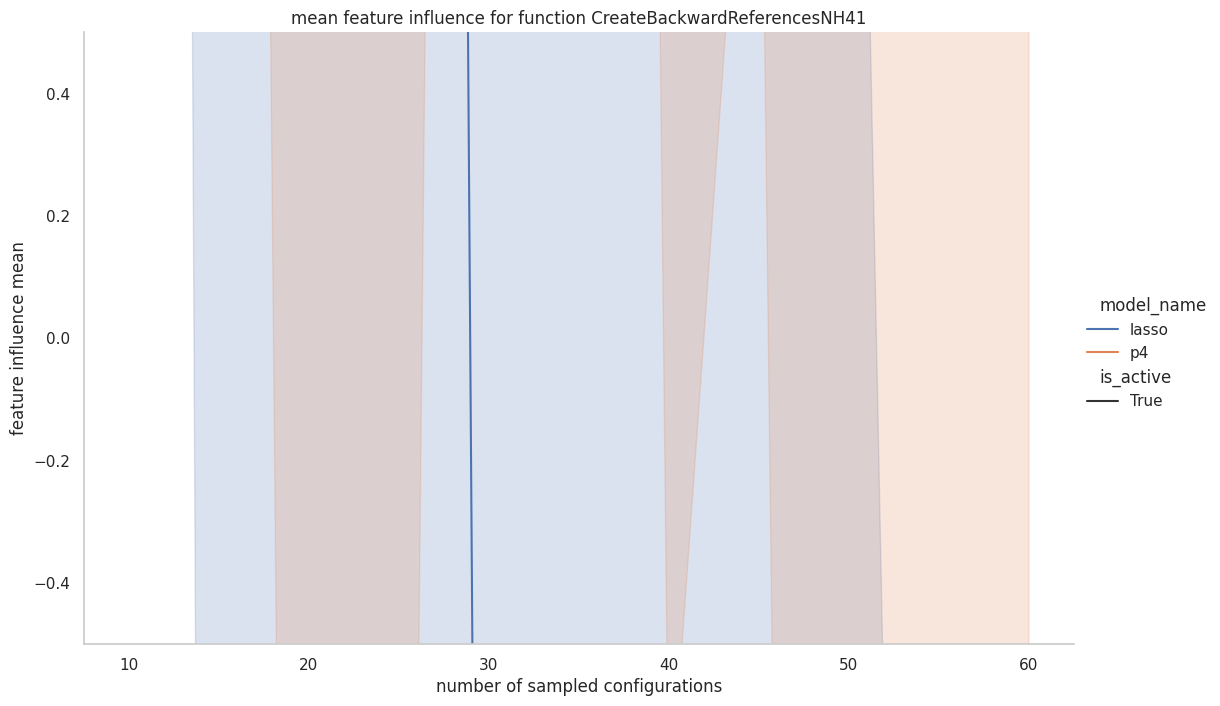 mean feature influence for function CreateBackwardReferencesNH41
feature influence mean
0.4
0.2
0.0
−0.2
−0.4
10 20 30 40 50 60
number of sampled configurations
model_name
lasso
p4
is_active
True